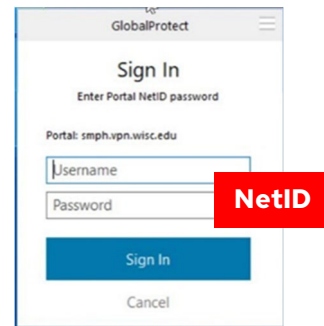 GlobalProtect
Sign In
Enter Portal NetID password
Portal: smph.vpn.wisc.edu
Username
Password
NetID
Sign In
Cancel